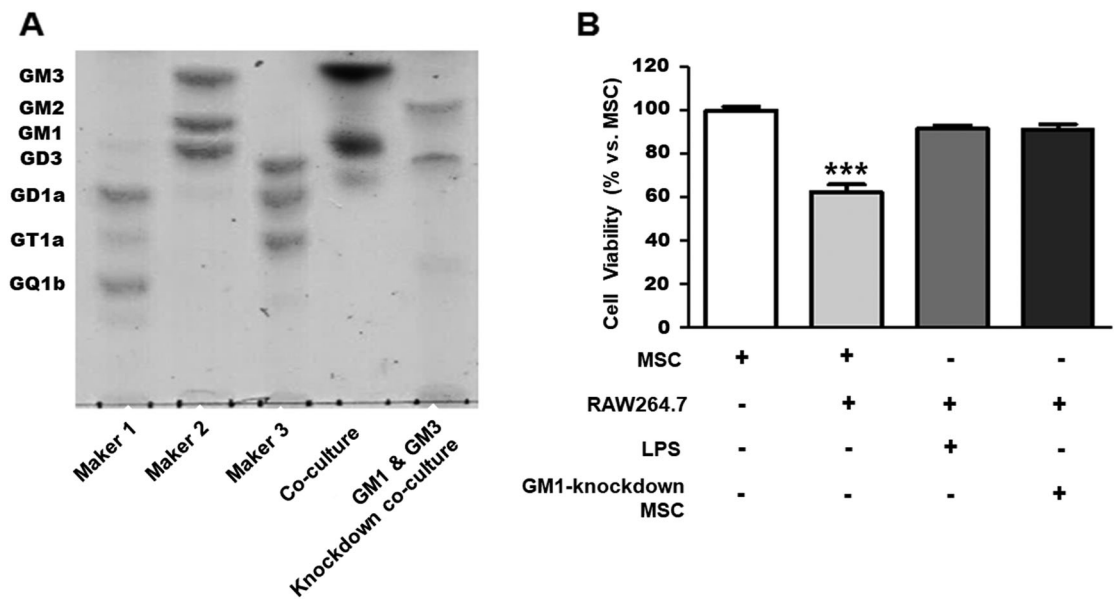 A
GM3
GM2
GM1
GD3
GD1a
GT1a
GQ1b
Maker 1
Maker 2
Maker 3
Co-culture
GM1 & GM3
Knockdown co-culture
B
Cell Viability (% vs. MSC)
120
100
80
60
40
20
0
***
MSC + + - -
RAW264.7 - + + +
LPS - - + -
GM1-knockdown
MSC - - - +